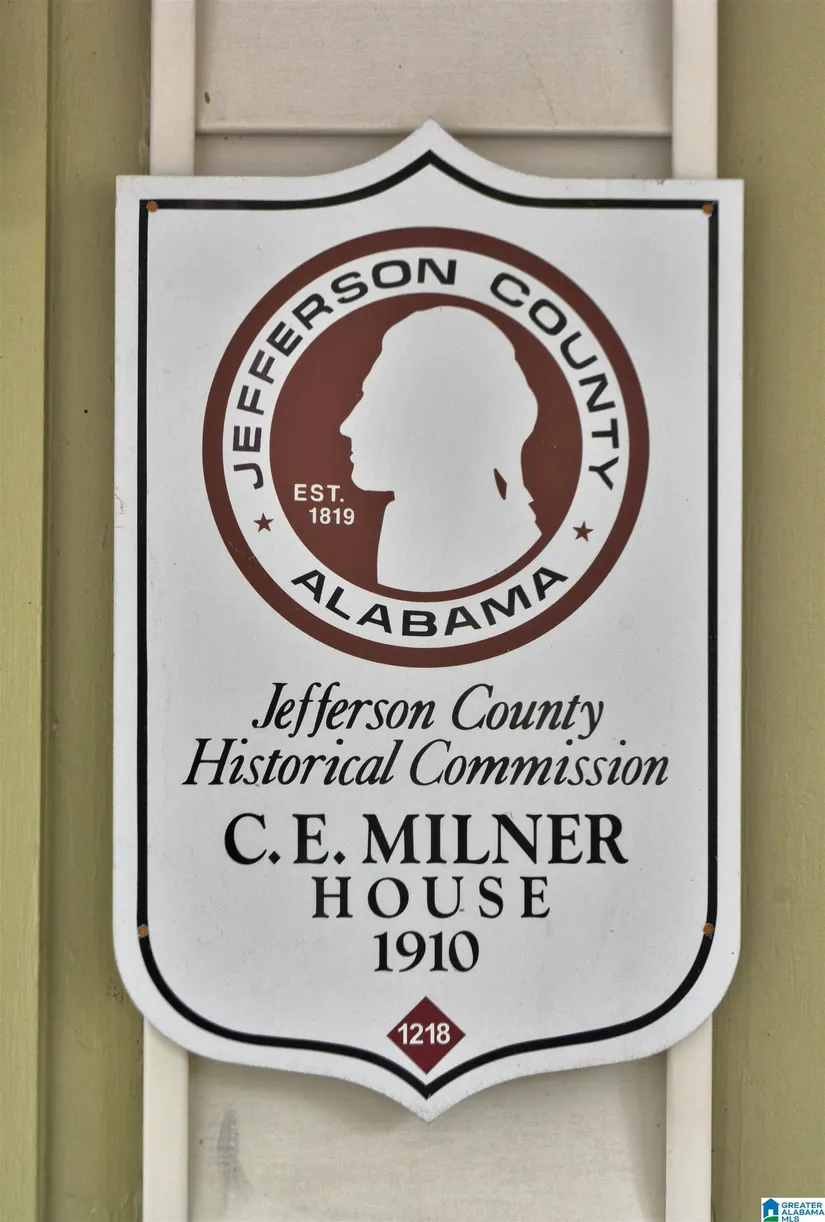 JEFFERSON COUNTY
EST.
1819
★ ALABAMA ★
Jefferson County
Historical Commission
C. E. MILNER
HOUSE
1910
1218
GREATER
ALABAMA
MLS